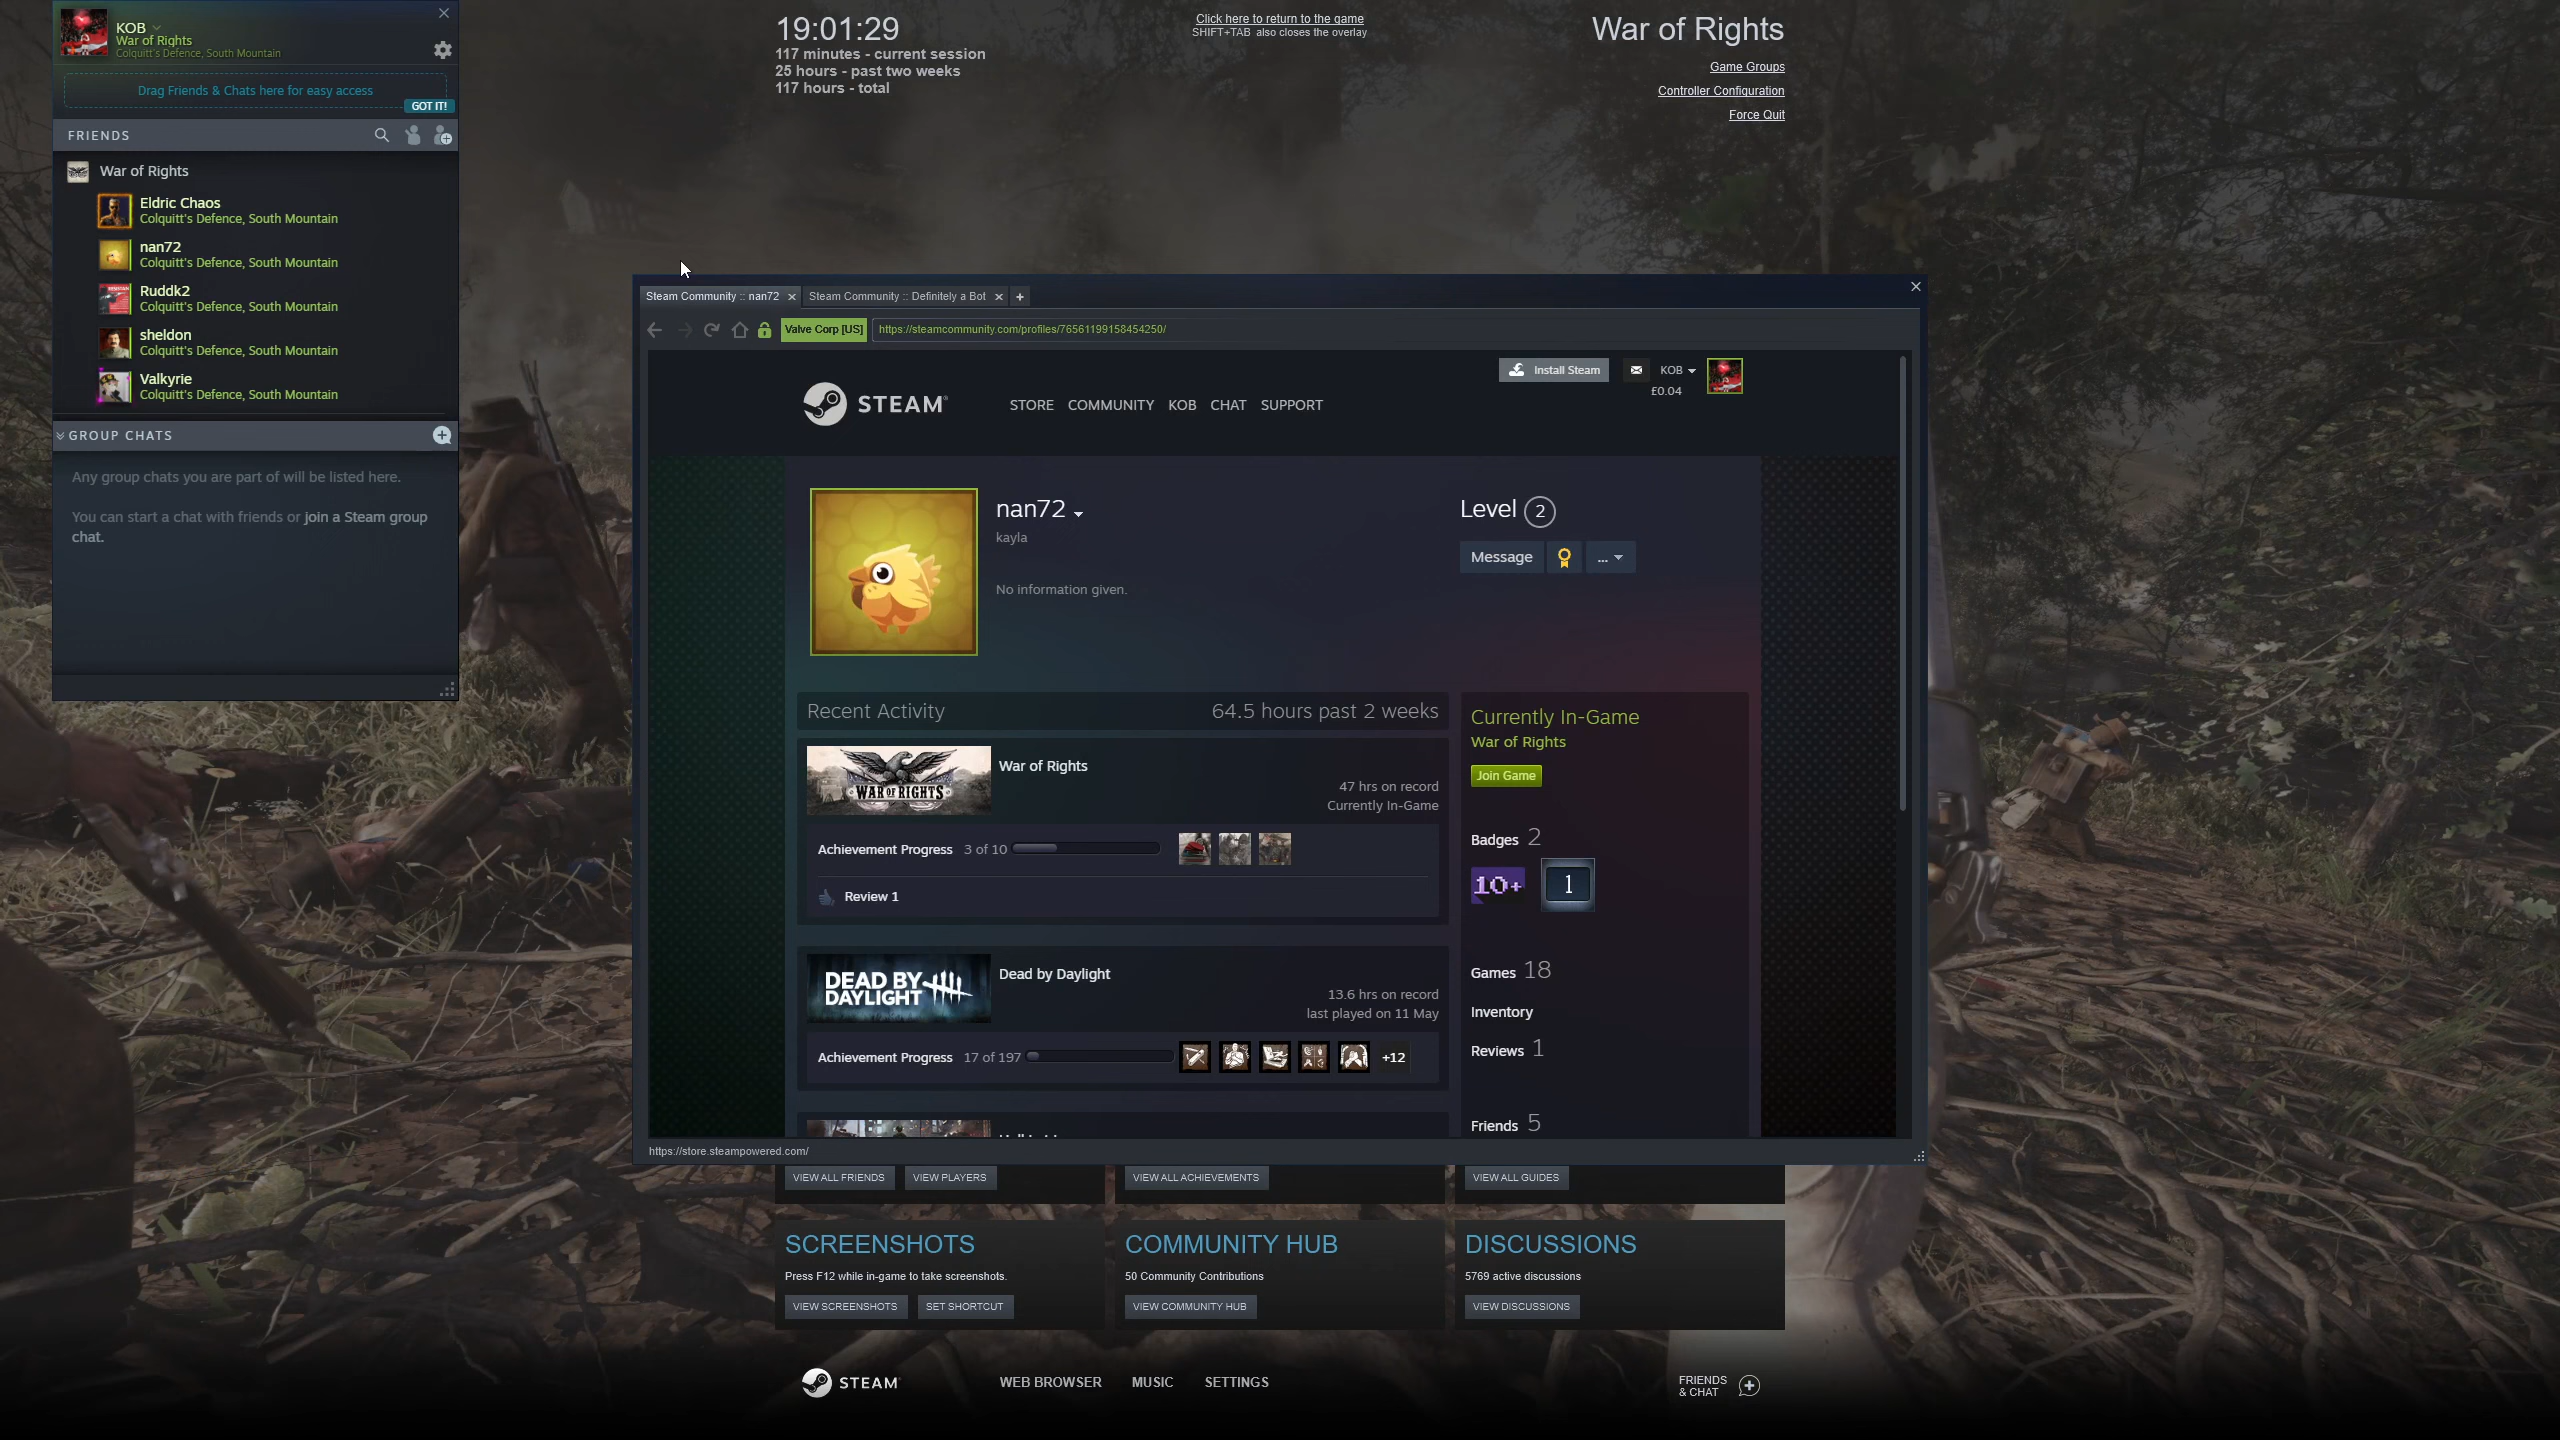 KOB
War of Rights
Colquitt's Defence, South Mountain
Drag Friends & Chats here for easy access
GOT IT!
FRIENDS
War of Rights
Eldric Chaos
Colquitt's Defence, South Mountain
nan72
Colquitt's Defence, South Mountain
Ruddk2
Colquitt's Defence, South Mountain
sheldon
Colquitt's Defence, South Mountain
Valkyrie
Colquitt's Defence, South Mountain
GROUP CHATS
Any group chats you are part of will be listed here.
You can start a chat with friends or join a Steam group
chat.
19:01:29
117 minutes - current session
25 hours - past two weeks
117 hours - total
Click here to return to the game
SHIFT+TAB also closes the overlay
War of Rights
Game Groups
Controller Configuration
Force Quit
Steam Community :: nan72
Steam Community :: Definitely a Bot
Valve Corp [US]
https://steamcommunity.com/profiles/76561199158454250/
Install Steam
KOB
£0.04
STEAM
STORE COMMUNITY KOB CHAT SUPPORT
nan72
kayla
No information given.
Level 2
Message
...
Recent Activity
64.5 hours past 2 weeks
WAR OF RIGHTS
War of Rights
47 hrs on record
Currently In-Game
Achievement Progress 3 of 10
Review 1
DEAD BY
DAYLIGHT
Dead by Daylight
13.6 hrs on record
last played on 11 May
Achievement Progress 17 of 197
+12
Currently In-Game
War of Rights
Join Game
Badges 2
10+
1
Games 18
Inventory
Reviews 1
Friends 5
https://store.steampowered.com/
VIEW ALL FRIENDS
VIEW PLAYERS
VIEW ALL ACHIEVEMENTS
VIEW ALL GUIDES
SCREENSHOTS
Press F12 while in-game to take screenshots.
VIEW SCREENSHOTS
SET SHORTCUT
COMMUNITY HUB
50 Community Contributions
VIEW COMMUNITY HUB
DISCUSSIONS
5769 active discussions
VIEW DISCUSSIONS
STEAM
WEB BROWSER
MUSIC
SETTINGS
FRIENDS
& CHAT